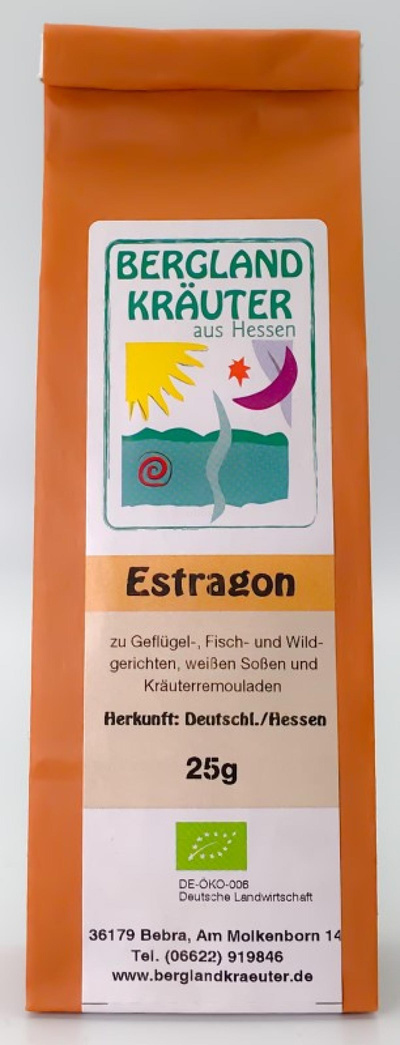 BERGLAND
KRÄUTER
aus Hessen
Estragon
zu Geflügel-, Fisch- und Wild-
gerichten, weißen Soßen und
Kräuterremouladen
Herkunft: Deutschl./Hessen
25g
DE-ÖKO-006
Deutsche Landwirtschaft
36179 Bebra, Am Molkenborn 14
Tel. (06622) 919846
www.berglandkraeuter.de